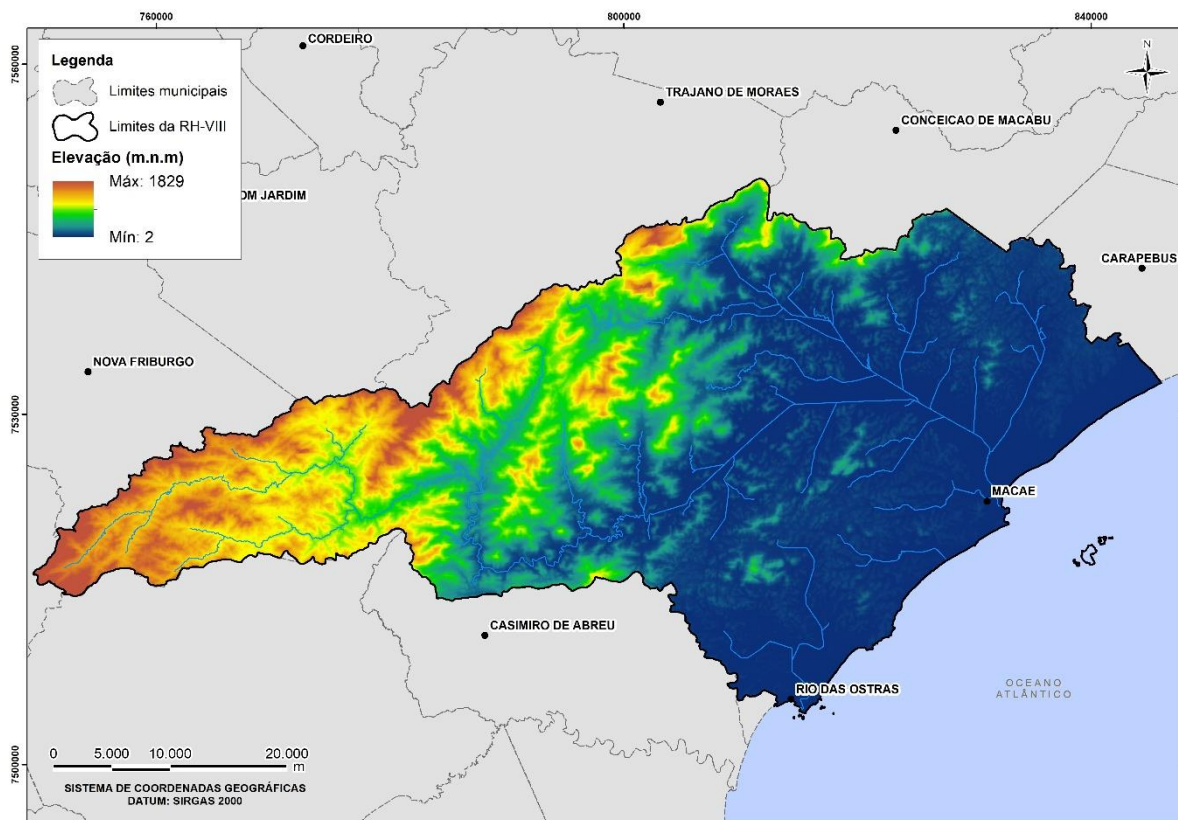 760000
800000
840000
7560000
7530000
7500000
Legenda
Limites municipais
Limites da RH-VIII
Elevação (m.n.m)
Máx: 1829
Mín: 2
N
CORDEIRO
TRAJANO DE MORAES
CONCEICAO DE MACABU
OM JARDIM
CARAPEBUS
NOVA FRIBURGO
MACAE
CASIMIRO DE ABREU
RIO DAS OSTRAS
OCEANO
ATLÂNTICO
0 5.000 10.000 20.000
m
SISTEMA DE COORDENADAS GEOGRÁFICAS
DATUM: SIRGAS 2000